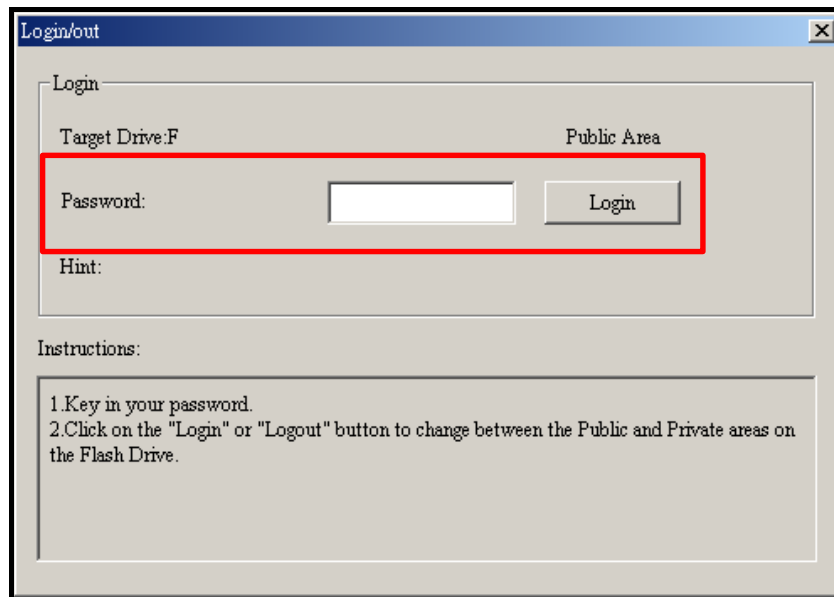 Login/out
Login
Target Drive:F Public Area
Password: Login
Hint:
Instructions:
1.Key in your password.
2.Click on the "Login" or "Logout" button to change between the Public and Private areas on
the Flash Drive.